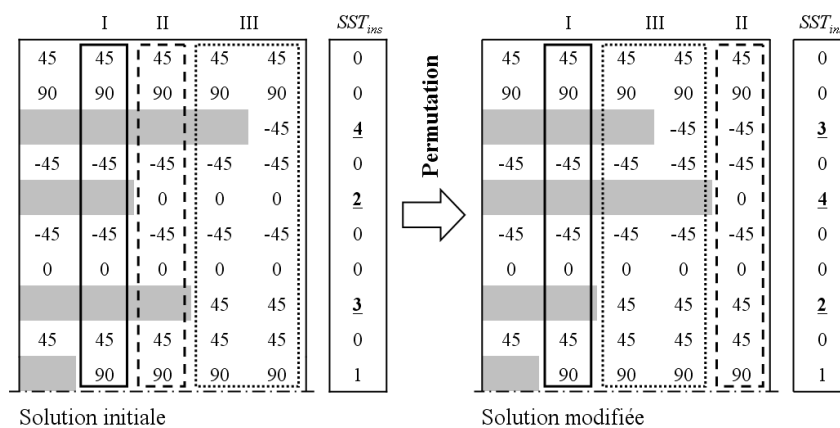 I II III SST_ins I III II SST_ins
45 45 45 45 45 0 45 45 45 45 45 0
90 90 90 90 90 0 90 90 90 90 90 0
-45 4 -45 -45 3
-45 -45 -45 -45 -45 0 -45 -45 -45 -45 -45 0
0 0 0 2 0 4
-45 -45 -45 -45 -45 0 -45 -45 -45 -45 -45 0
0 0 0 0 0 0 0 0 0 0 0 0
45 45 3 45 45 45 2
45 45 45 45 45 0 45 45 45 45 45 0
90 90 90 90 1 90 90 90 90 1
Permutation
Solution initiale
Solution modifiée